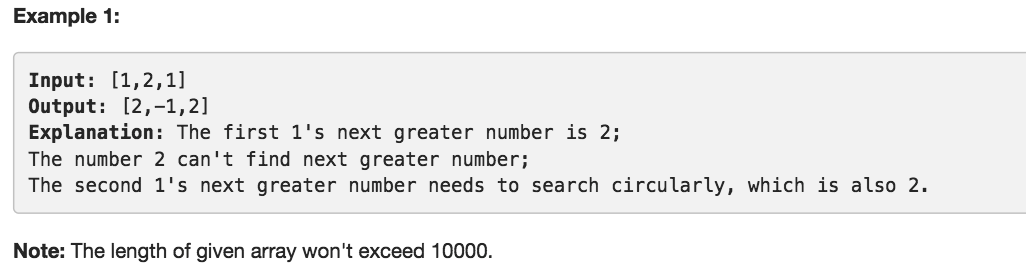 Example 1:
Input: [1,2,1]
Output: [2,-1,2]
Explanation: The first 1's next greater number is 2;
The number 2 can't find next greater number;
The second 1's next greater number needs to search circularly, which is also 2.
Note: The length of given array won't exceed 10000.